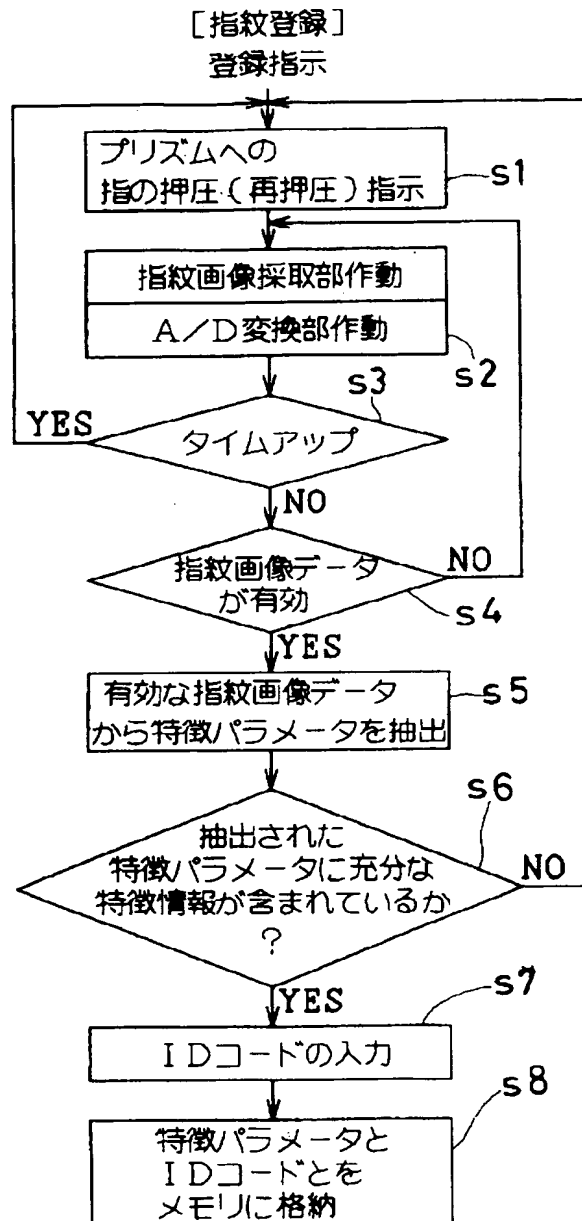 ［指紋登録］
登録指示
プリズムへの
指の押圧（再押圧）指示
s1
指紋画像採取部作動
A／D変換部作動
s2
s3
YES
タイムアップ
NO
指紋画像データ
が有効
NO
s4
YES
有効な指紋画像データ
から特徴パラメータを抽出
s5
s6
抽出された
特徴パラメータに充分な
特徴情報が含まれているか
？
NO
YES
s7
IDコードの入力
s8
特徴パラメータと
IDコードとを
メモリに格納